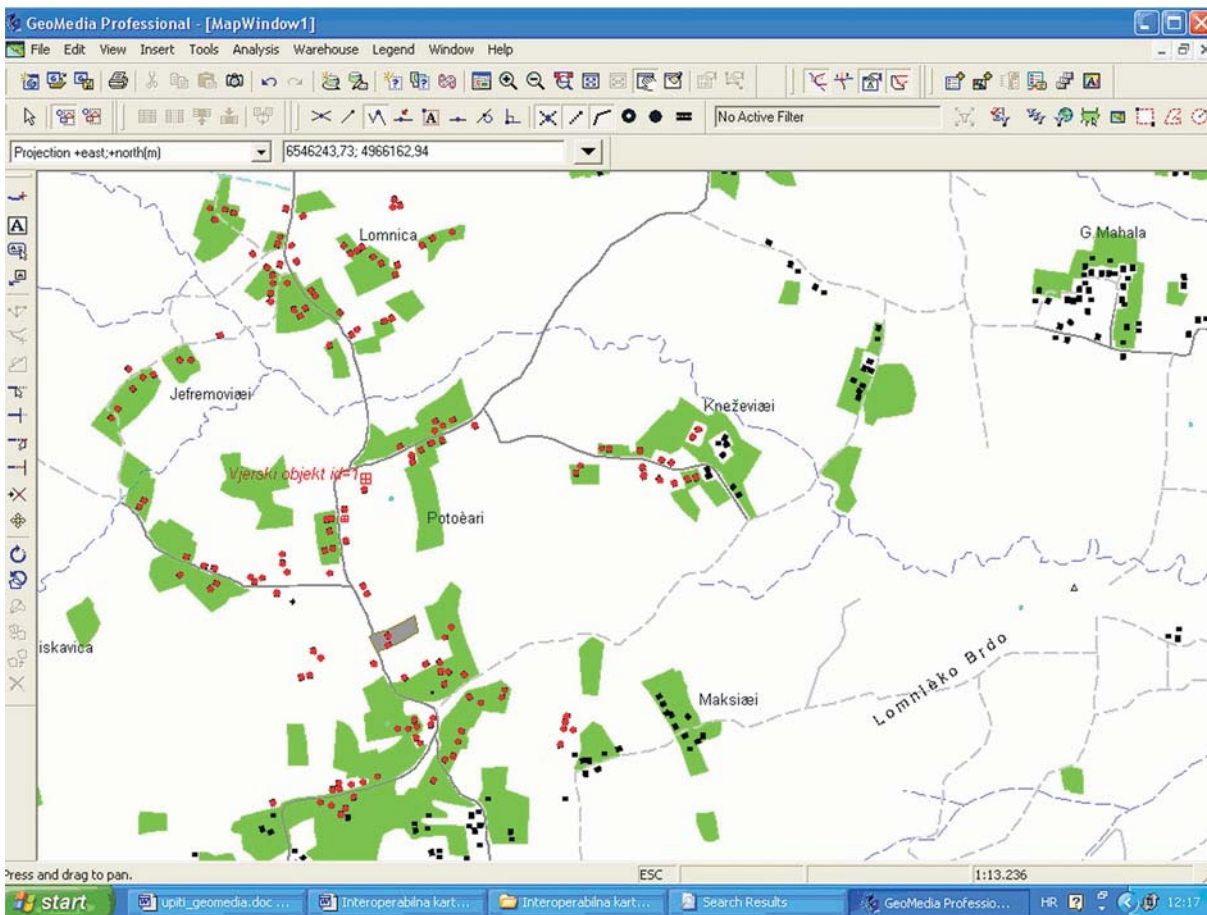 GeoMedia Professional - [MapWindow1]
File Edit View Insert Tools Analysis Warehouse Legend Window Help
No Active Filter
Projection +east;+north(m)
6546243,73; 4966162,94
Lomnica
G.Mahala
Jefremoviæi
Kneževiæi
Vjerski objekt id=1
Potoèari
iskavica
Maksiæi
Lomnièko Brdo
Press and drag to pan.
ESC
1:13.236
start
upiti_geomedia.doc ...
Interoperabilna kart...
Interoperabilna kart...
Search Results
GeoMedia Professio...
HR
12:17